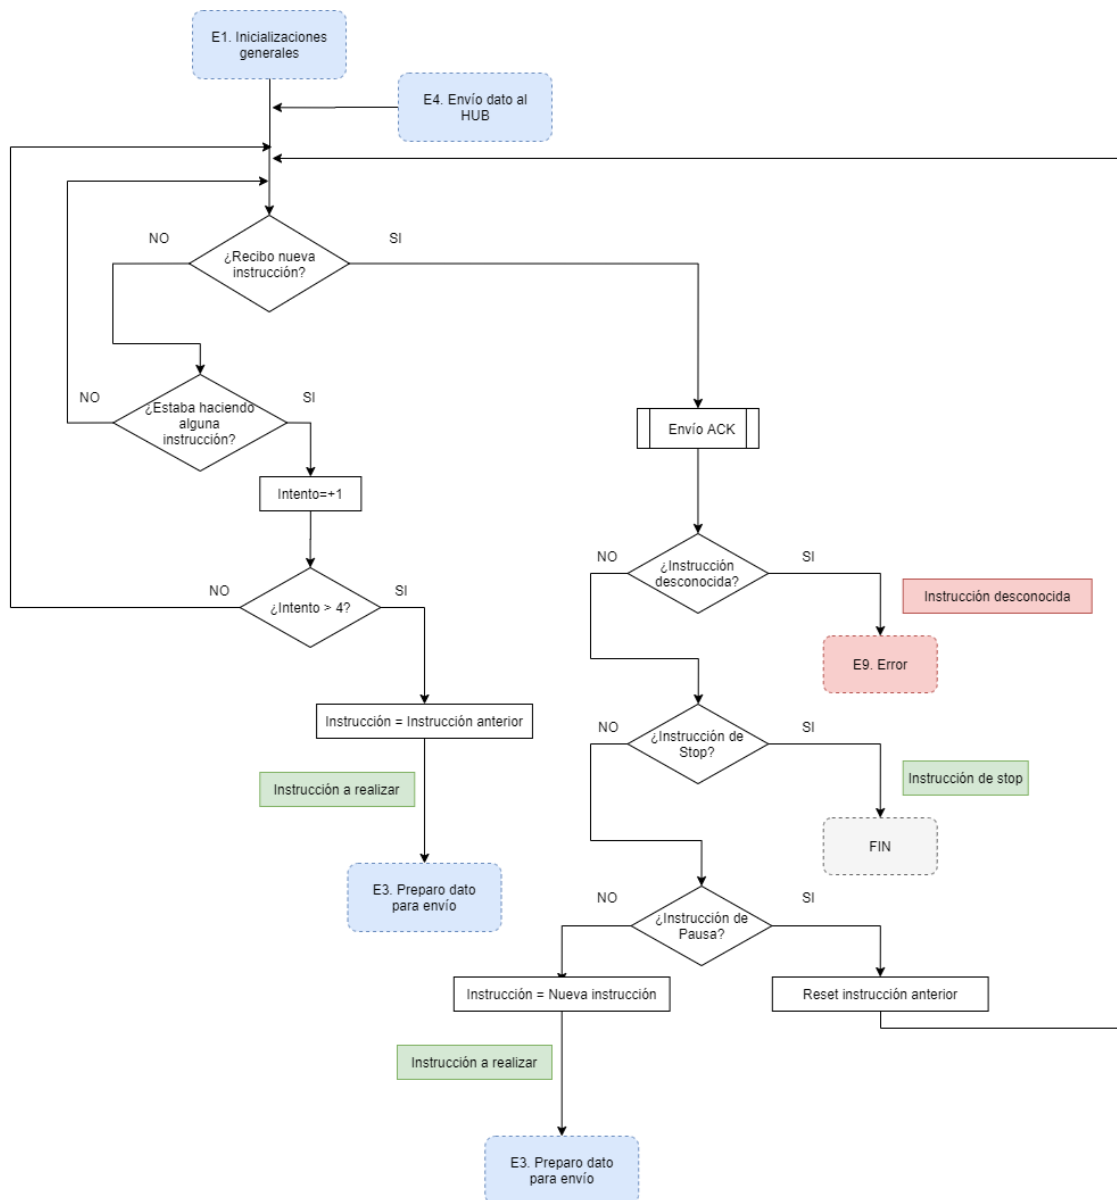 E1. Inicializaciones
generales
E4. Envío dato al
HUB
NO
SI
¿Recibo nueva
instrucción?
NO
SI
¿Estaba haciendo
alguna
instrucción?
Envío ACK
Intento=+1
NO
SI
¿Instrucción
desconocida?
NO
SI
¿Intento > 4?
Instrucción desconocida
E9. Error
Instrucción = Instrucción anterior
NO
SI
¿Instrucción de
Stop?
Instrucción a realizar
Instrucción de stop
FIN
E3. Preparo dato
para envío
NO
SI
¿Instrucción de
Pausa?
Instrucción = Nueva instrucción
Reset instrucción anterior
Instrucción a realizar
E3. Preparo dato
para envío